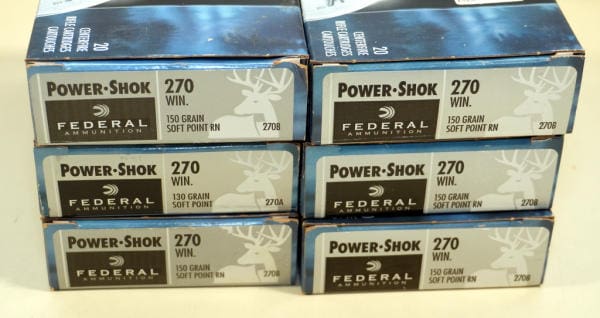 20
CENTERFIRE
RIFLE CARTRIDGES
CARTOUCHES
20
CENTERFIRE
RIFLE CARTRIDGES
CARTOUCHES
POWER•SHOK
270
WIN.
FEDERAL
AMMUNITION
150 GRAIN
SOFT POINT RN
270B
POWER•SHOK
270
WIN.
FEDERAL
AMMUNITION
150 GRAIN
SOFT POINT RN
270B
POWER•SHOK
270
WIN.
FEDERAL
AMMUNITION
130 GRAIN
SOFT POINT
270A
POWER•SHOK
270
WIN.
FEDERAL
AMMUNITION
150 GRAIN
SOFT POINT RN
270B
POWER•SHOK
270
WIN.
FEDERAL
AMMUNITION
150 GRAIN
SOFT POINT RN
270B
POWER•SHOK
270
WIN.
FEDERAL
AMMUNITION
150 GRAIN
SOFT POINT RN
270B